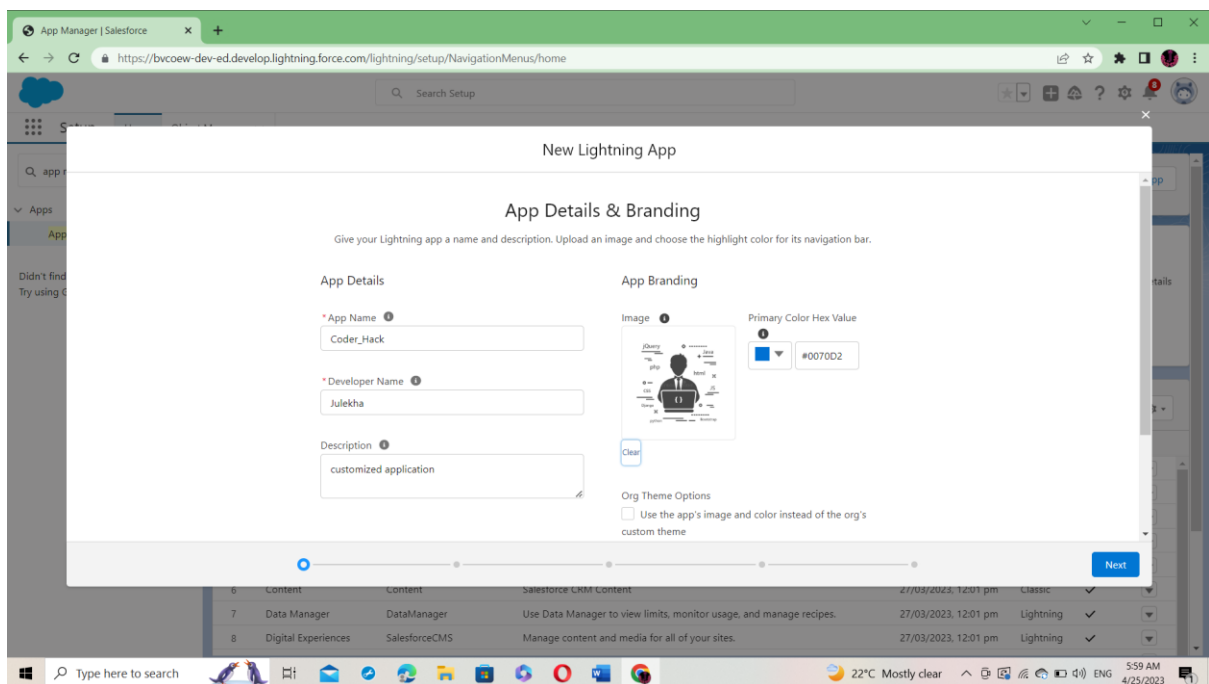 App Manager | Salesforce
https://bvcoew-dev-ed.develop.lightning.force.com/lightning/setup/NavigationMenus/home
Search Setup
8
New Lightning App
app
App Details & Branding
Give your Lightning app a name and description. Upload an image and choose the highlight color for its navigation bar.
Apps
App
Didn't find
Try using
App Details
App Branding
* App Name
Image
Primary Color Hex Value
Coder_Hack
#0070D2
jQuery
Java
php
html
JS
* Developer Name
Julekha
Description
customized application
Clear
Org Theme Options
Use the app's image and color instead of the org's
custom theme
Next
6 Content Content Salesforce CRM Content 27/03/2023, 12:01 pm Classic
7 Data Manager DataManager Use Data Manager to view limits, monitor usage, and manage recipes. 27/03/2023, 12:01 pm Lightning
8 Digital Experiences SalesforceCMS Manage content and media for all of your sites. 27/03/2023, 12:01 pm Lightning
Type here to search
22°C Mostly clear
ENG
5:59 AM
4/25/2023